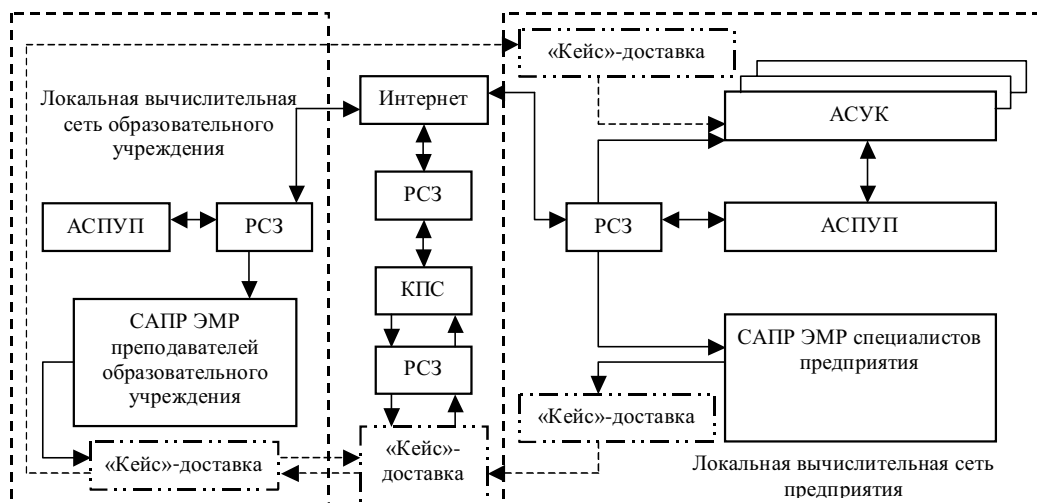 «Кейс»-доставка
Локальная вычислительная
сеть образовательного
учреждения
Интернет
АСУК
РСЗ
АСПУП
РСЗ
РСЗ
АСПУП
КПС
САПР ЭМР
преподавателей
образовательного
учреждения
РСЗ
САПР ЭМР специалистов
предприятия
«Кейс»-доставка
«Кейс»-доставка
«Кейс»-
доставка
Локальная вычислительная сеть
предприятия